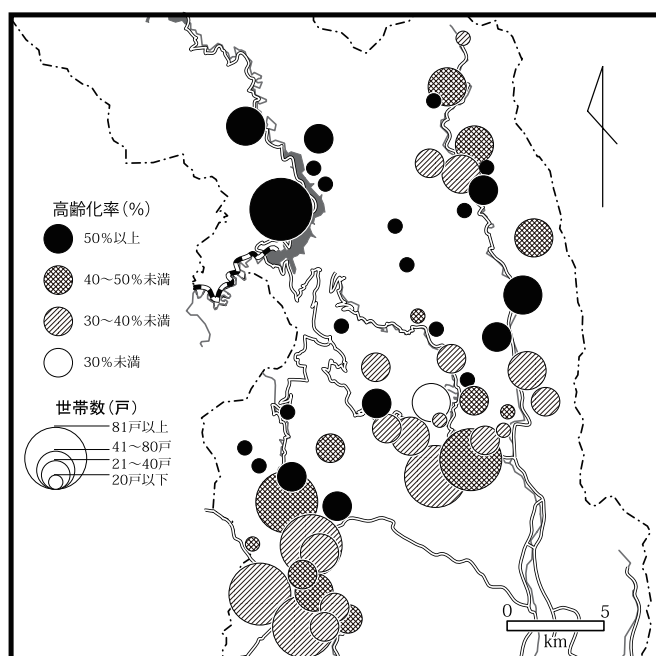 高齢化率(%)
50%以上
40～50%未満
30～40%未満
30%未満
世帯数(戸)
81戸以上
41～80戸
21～40戸
20戸以下
0 5
km